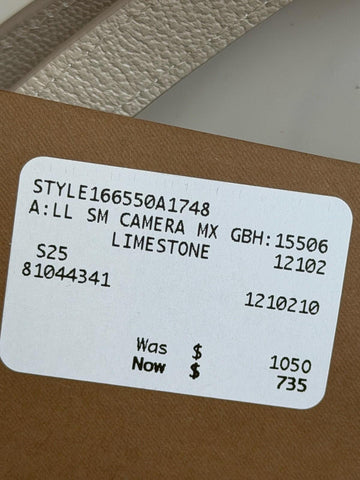 STYLE166550A1748
A:LL SM CAMERA MX GBH:15506
LIMESTONE 12102
S25
81044341 1210210
Was $ 1050
Now $ 735